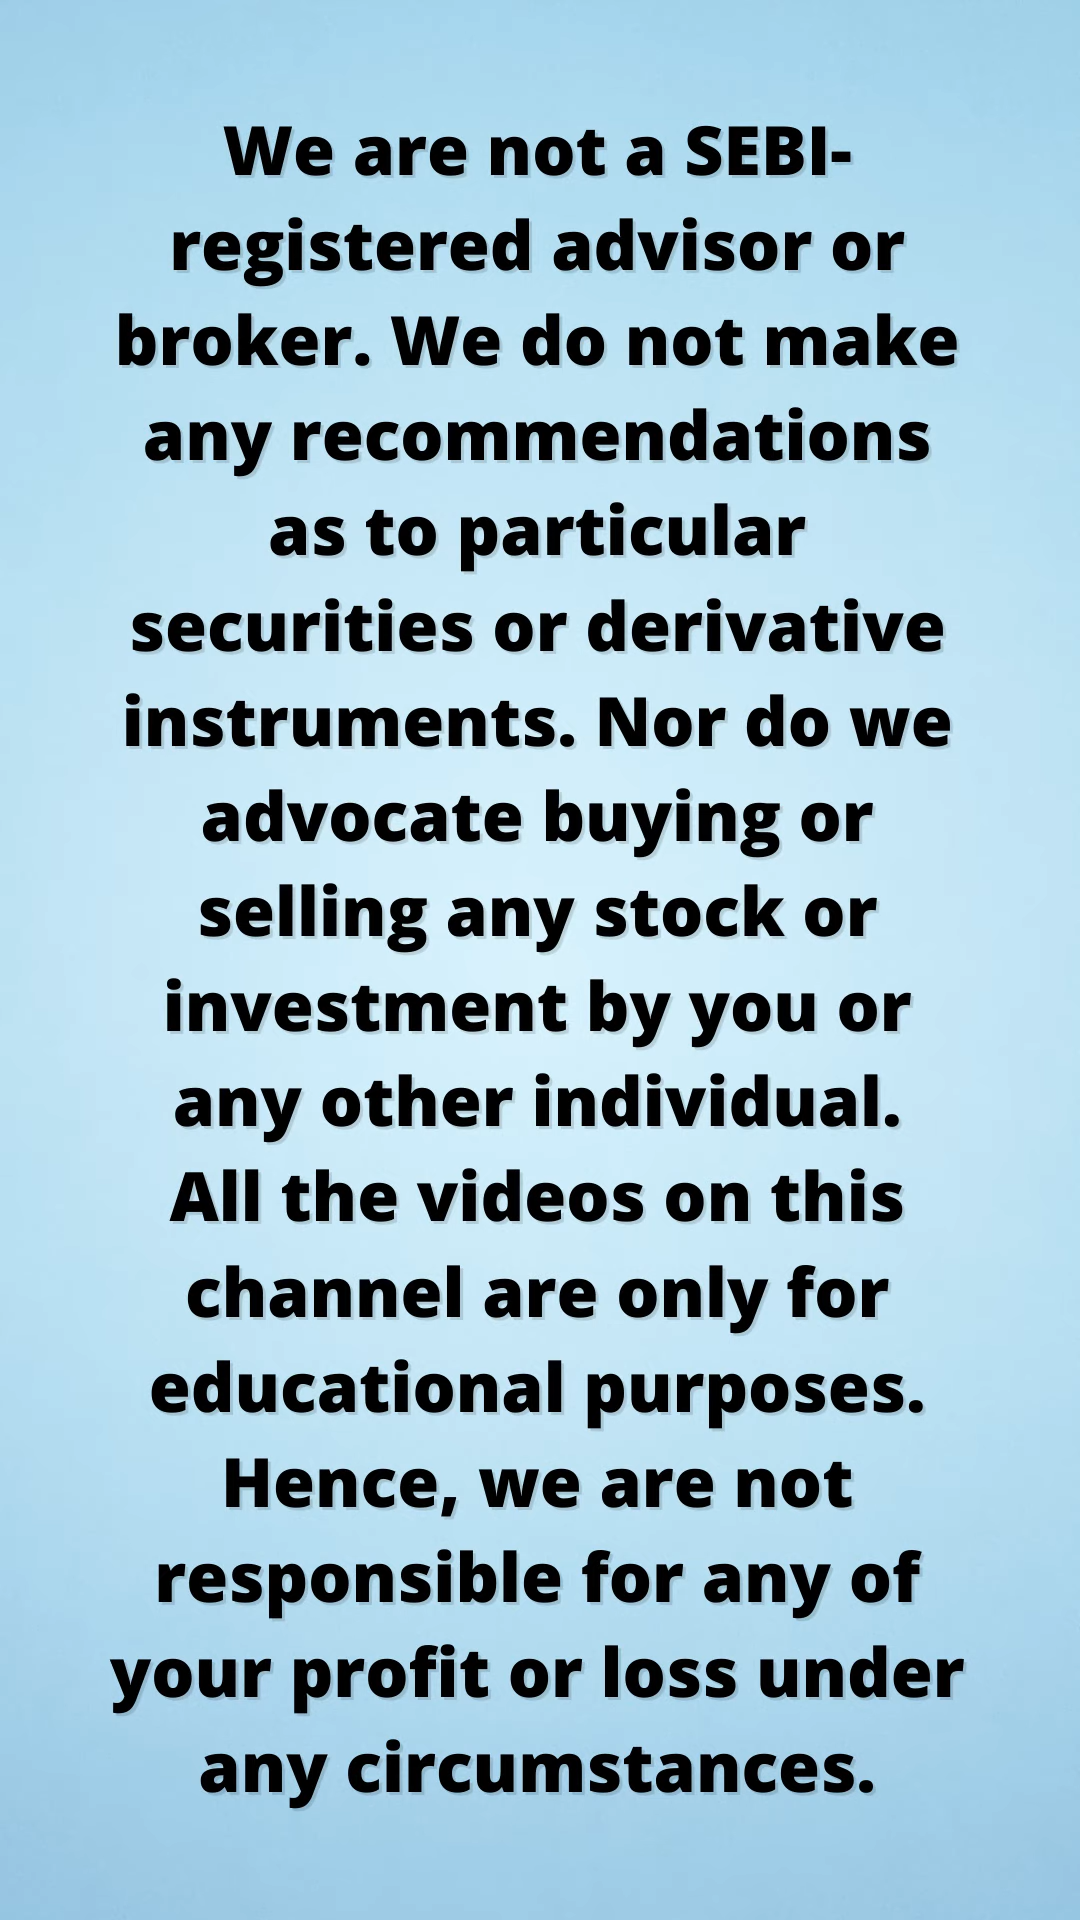 We are not a SEBI-
registered advisor or
broker. We do not make
any recommendations
as to particular
securities or derivative
instruments. Nor do we
advocate buying or
selling any stock or
investment by you or
any other individual.
All the videos on this
channel are only for
educational purposes.
Hence, we are not
responsible for any of
your profit or loss under
any circumstances.